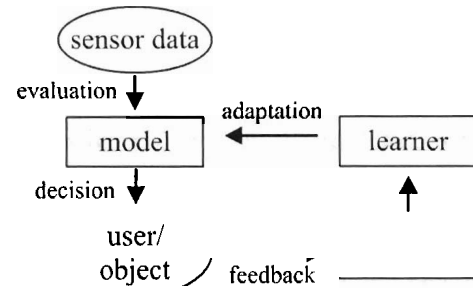 sensor data
evaluation
adaptation
model
learner
decision
user/
object
feedback